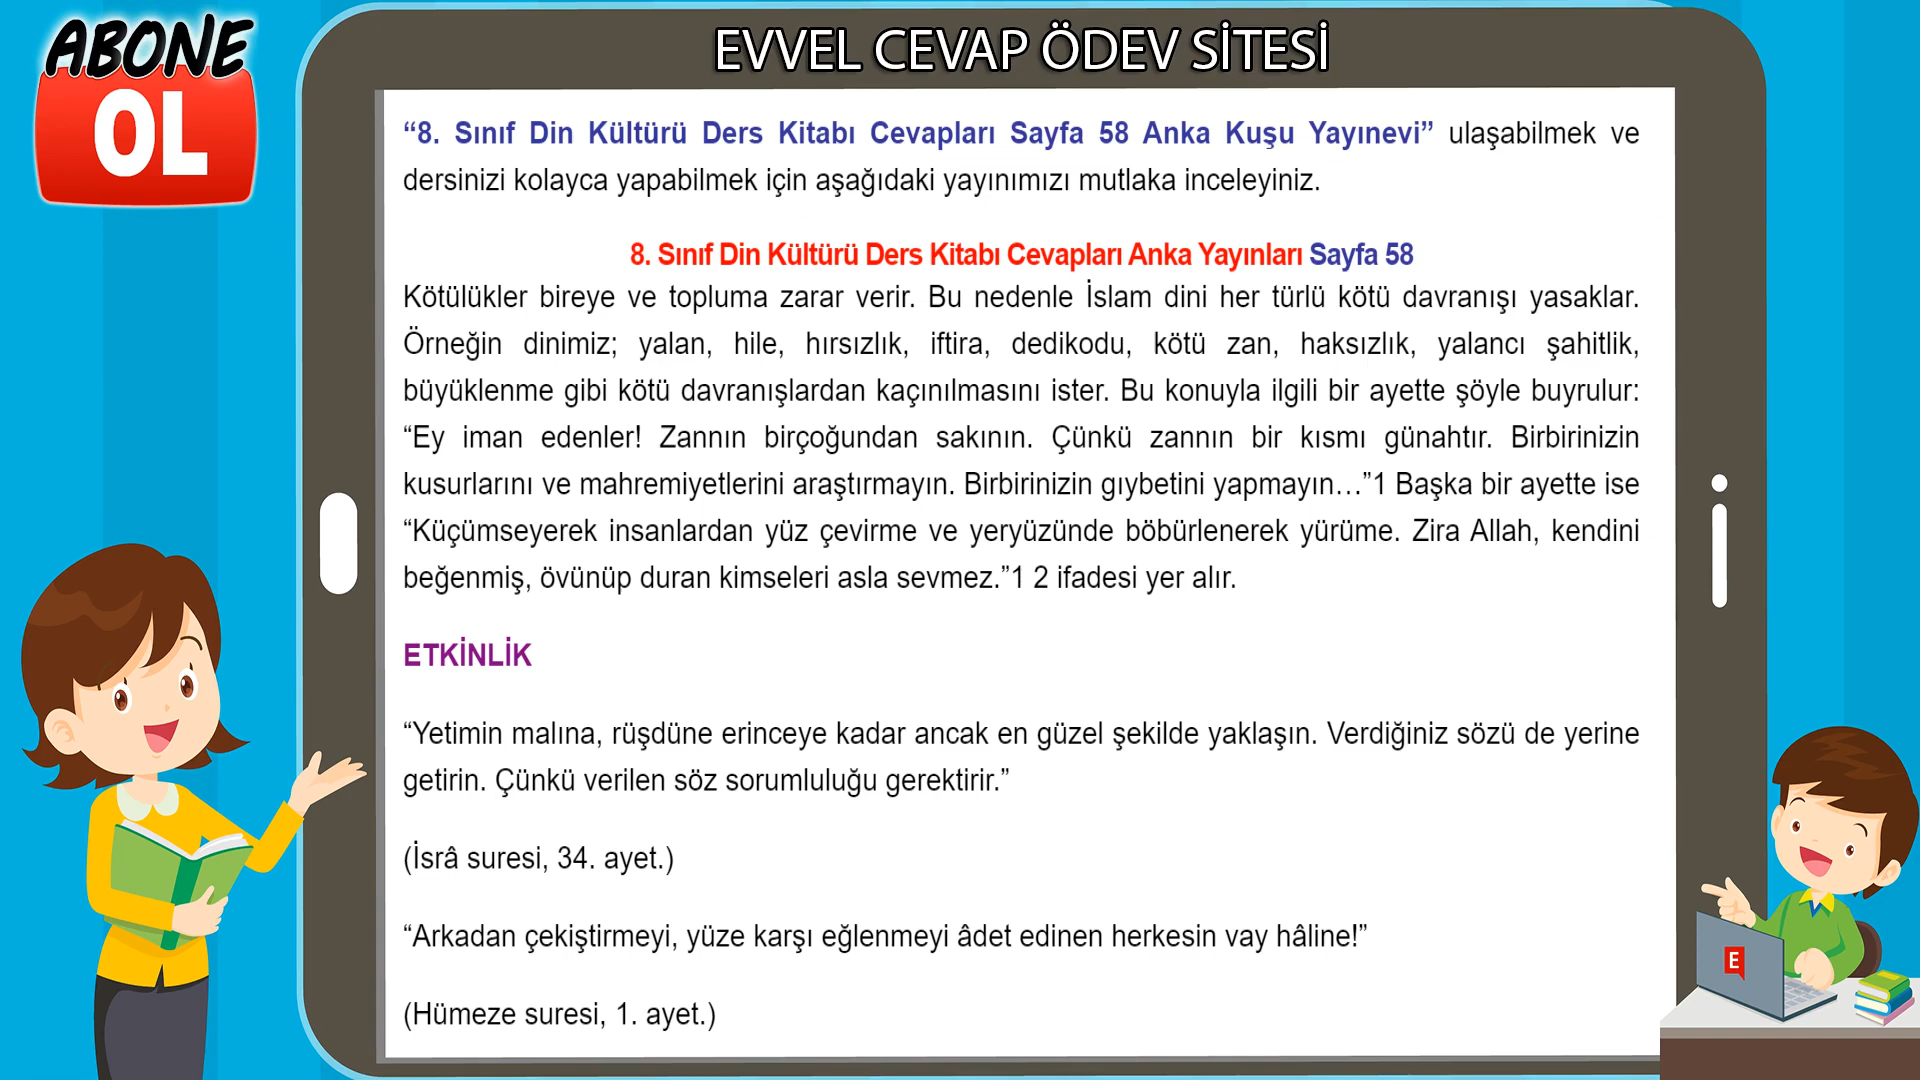 ABONE
OL
EVVEL CEVAP ÖDEV SİTESİ
“8. Sınıf Din Kültürü Ders Kitabı Cevapları Sayfa 58 Anka Kuşu Yayınevi” ulaşabilmek ve
dersinizi kolayca yapabilmek için aşağıdaki yayınımızı mutlaka inceleyiniz.
8. Sınıf Din Kültürü Ders Kitabı Cevapları Anka Yayınları Sayfa 58
Kötülükler bireye ve topluma zarar verir. Bu nedenle İslam dini her türlü kötü davranışı yasaklar.
Örneğin dinimiz; yalan, hile, hırsızlık, iftira, dedikodu, kötü zan, haksızlık, yalancı şahitlik,
büyüklenme gibi kötü davranışlardan kaçınılmasını ister. Bu konuyla ilgili bir ayette şöyle buyrulur:
“Ey iman edenler! Zannın birçoğundan sakının. Çünkü zannın bir kısmı günahtır. Birbirinizin
kusurlarını ve mahremiyetlerini araştırmayın. Birbirinizin gıybetini yapmayın…”1 Başka bir ayette ise
“Küçümseyerek insanlardan yüz çevirme ve yeryüzünde böbürlenerek yürüme. Zira Allah, kendini
beğenmiş, övünüp duran kimseleri asla sevmez.”1 2 ifadesi yer alır.
ETKİNLİK
“Yetimin malına, rüşdüne erinceye kadar ancak en güzel şekilde yaklaşın. Verdiğiniz sözü de yerine
getirin. Çünkü verilen söz sorumluluğu gerektirir.”
(İsrâ suresi, 34. ayet.)
“Arkadan çekiştirmeyi, yüze karşı eğlenmeyi âdet edinen herkesin vay hâline!”
(Hümeze suresi, 1. ayet.)
E